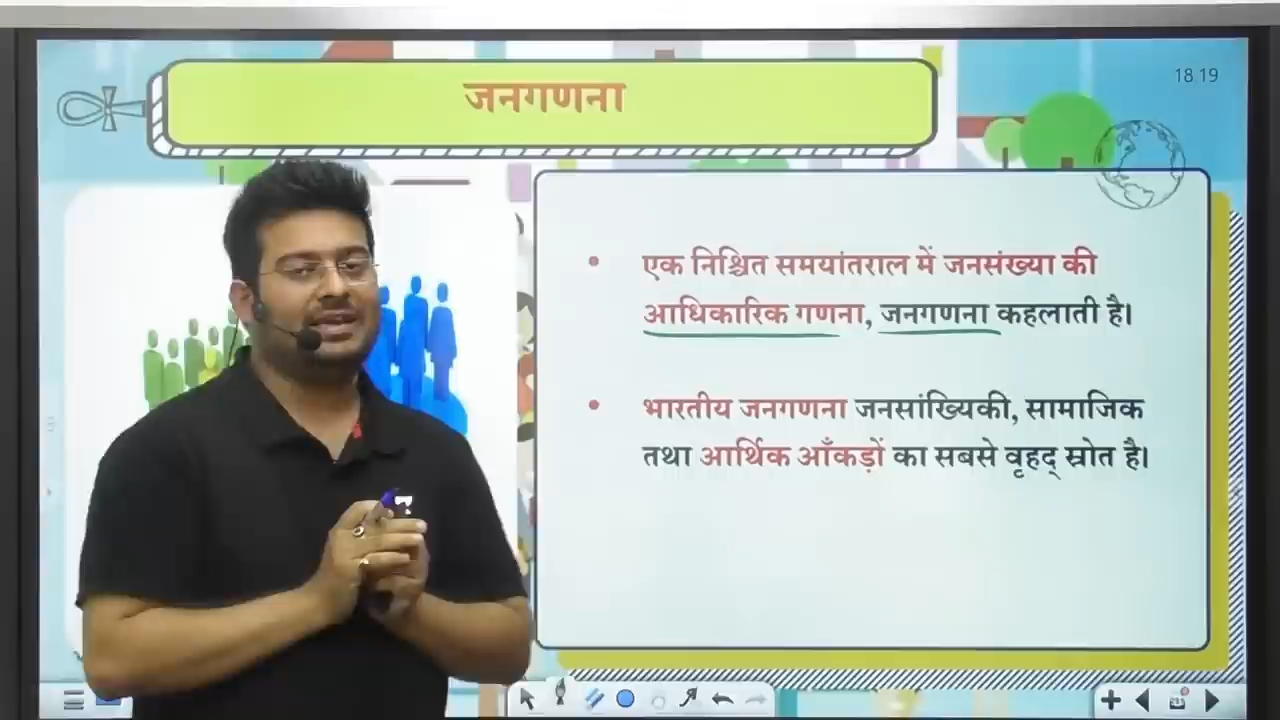 जनगणना
18 19
एक निश्चित समयांतराल में जनसंख्या की
आधिकारिक गणना, जनगणना कहलाती है।
भारतीय जनगणना जनसांख्यिकी, सामाजिक
तथा आर्थिक आँकड़ों का सबसे वृहद् स्रोत है।